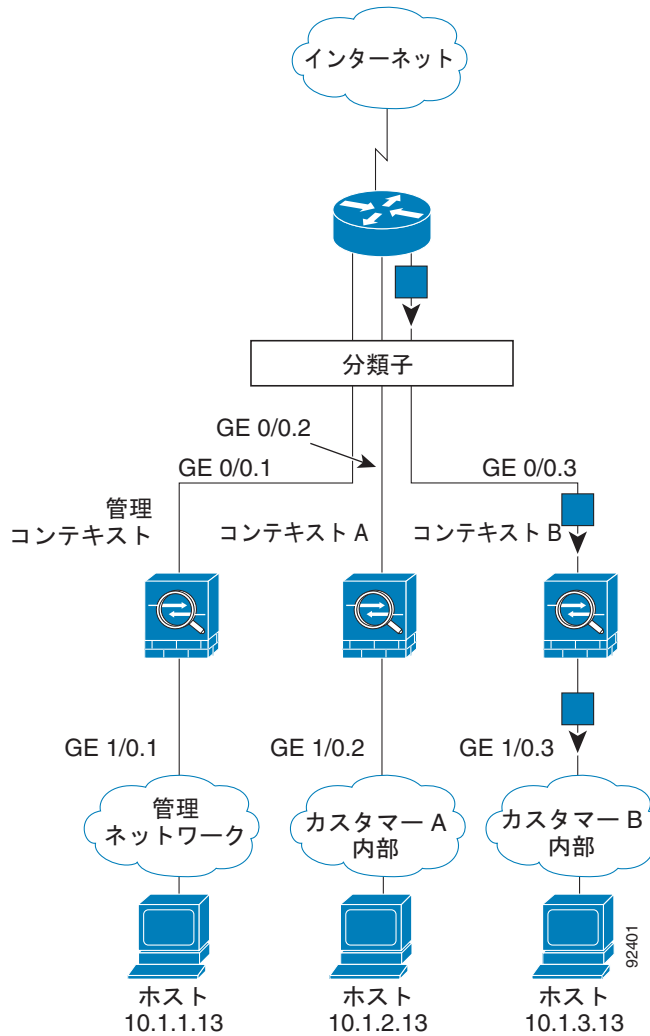 インターネット
分類子
GE 0/0.2
GE 0/0.1
GE 0/0.3
管理
コンテキスト
コンテキスト A
コンテキスト B
GE 1/0.1
GE 1/0.2
GE 1/0.3
管理
ネットワーク
カスタマー A
内部
カスタマー B
内部
ホスト
10.1.1.13
ホスト
10.1.2.13
ホスト
10.1.3.13
92401